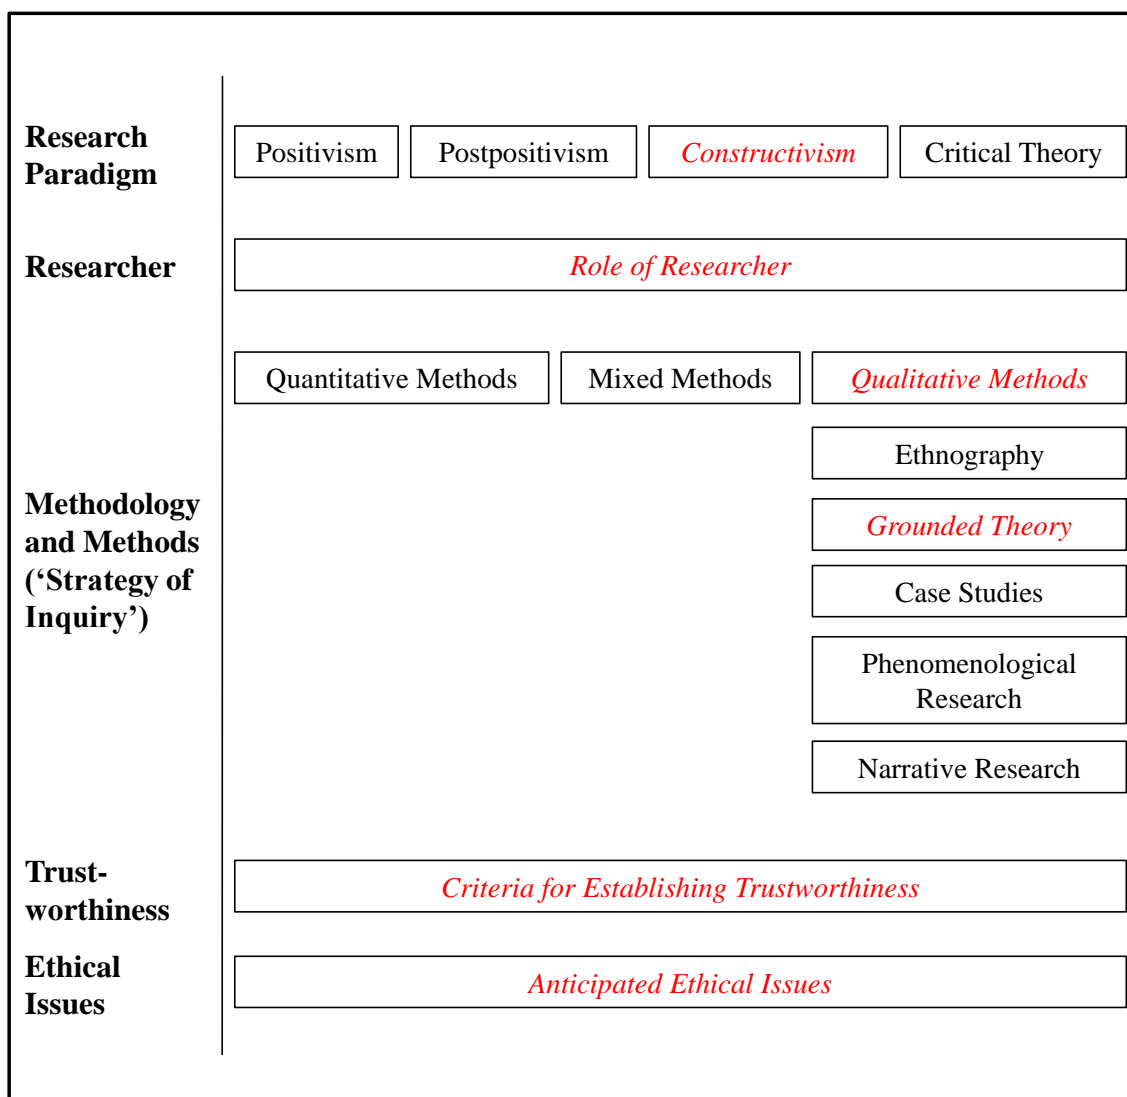 Research
Paradigm
Positivism
Postpositivism
Constructivism
Critical Theory
Researcher
Role of Researcher
Methodology
and Methods
(‘Strategy of
Inquiry’)
Quantitative Methods
Mixed Methods
Qualitative Methods
Ethnography
Grounded Theory
Case Studies
Phenomenological
Research
Narrative Research
Trust-
worthiness
Criteria for Establishing Trustworthiness
Ethical
Issues
Anticipated Ethical Issues